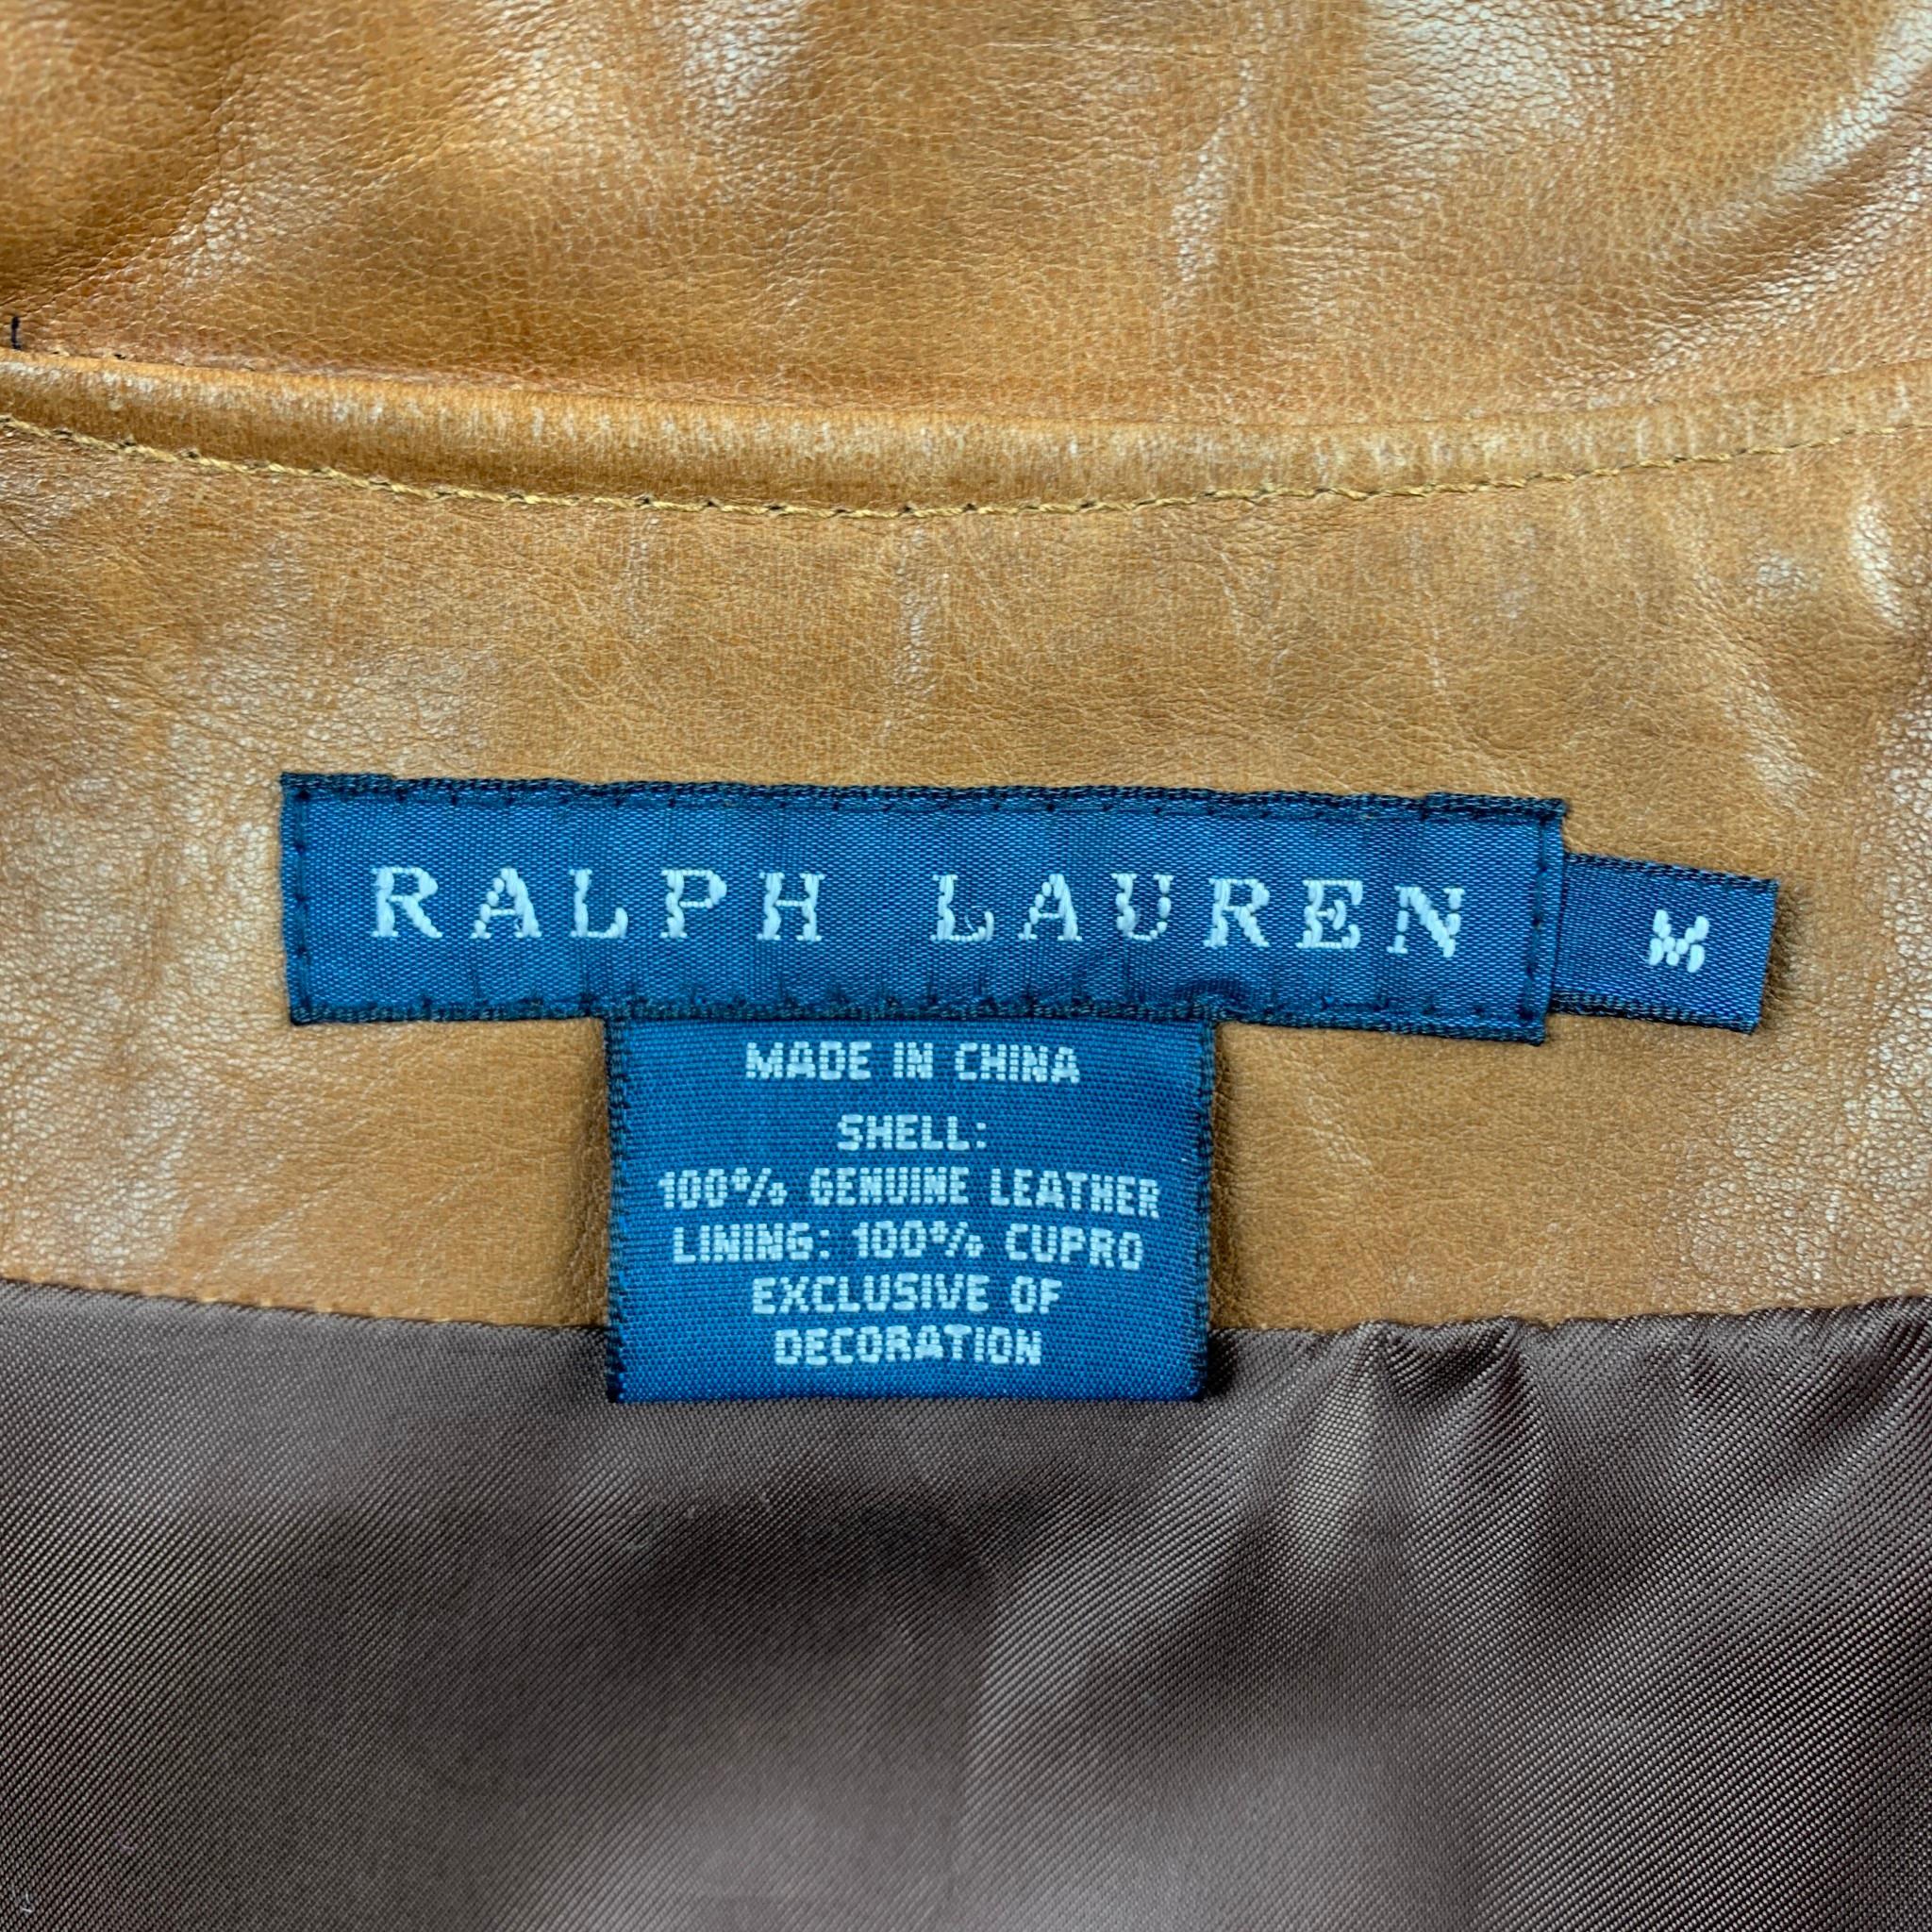 RALPH LAUREN
M
MADE IN CHINA
SHELL:
100% GENUINE LEATHER
LINING: 100% CUPRO
EXCLUSIVE OF
DECORATION